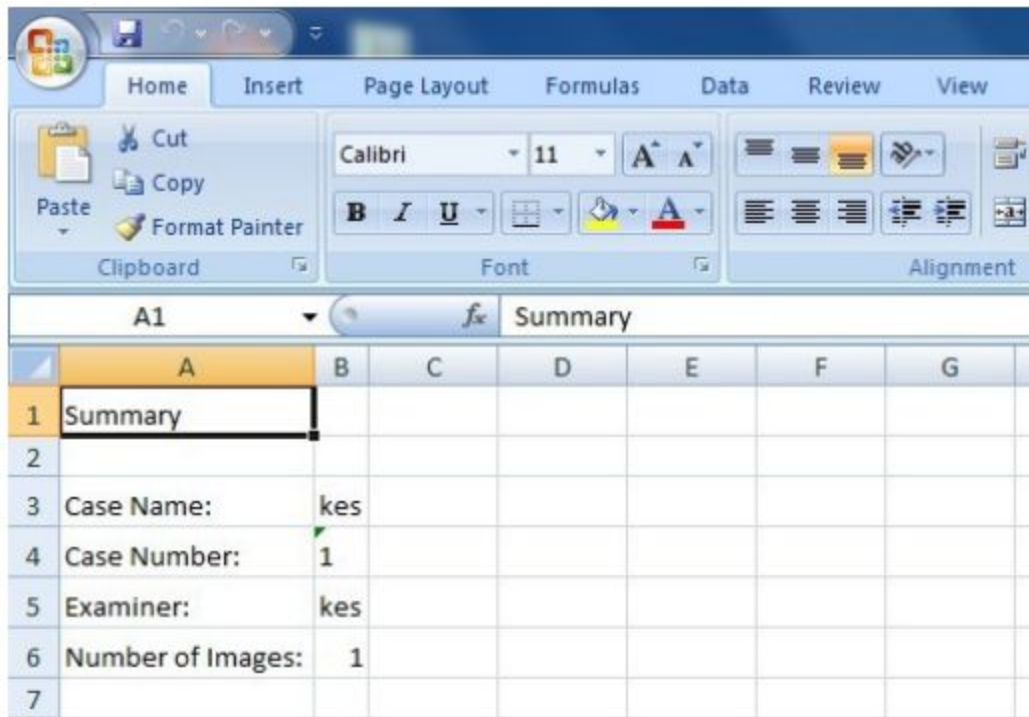 Home Insert Page Layout Formulas Data Review View
Cut
Copy
Paste
Format Painter
Clipboard
Calibri 11 A A
B I U A
Font
Alignment
A1 fx Summary
A B C D E F G
1 Summary
2
3 Case Name: kes
4 Case Number: 1
5 Examiner: kes
6 Number of Images: 1
7